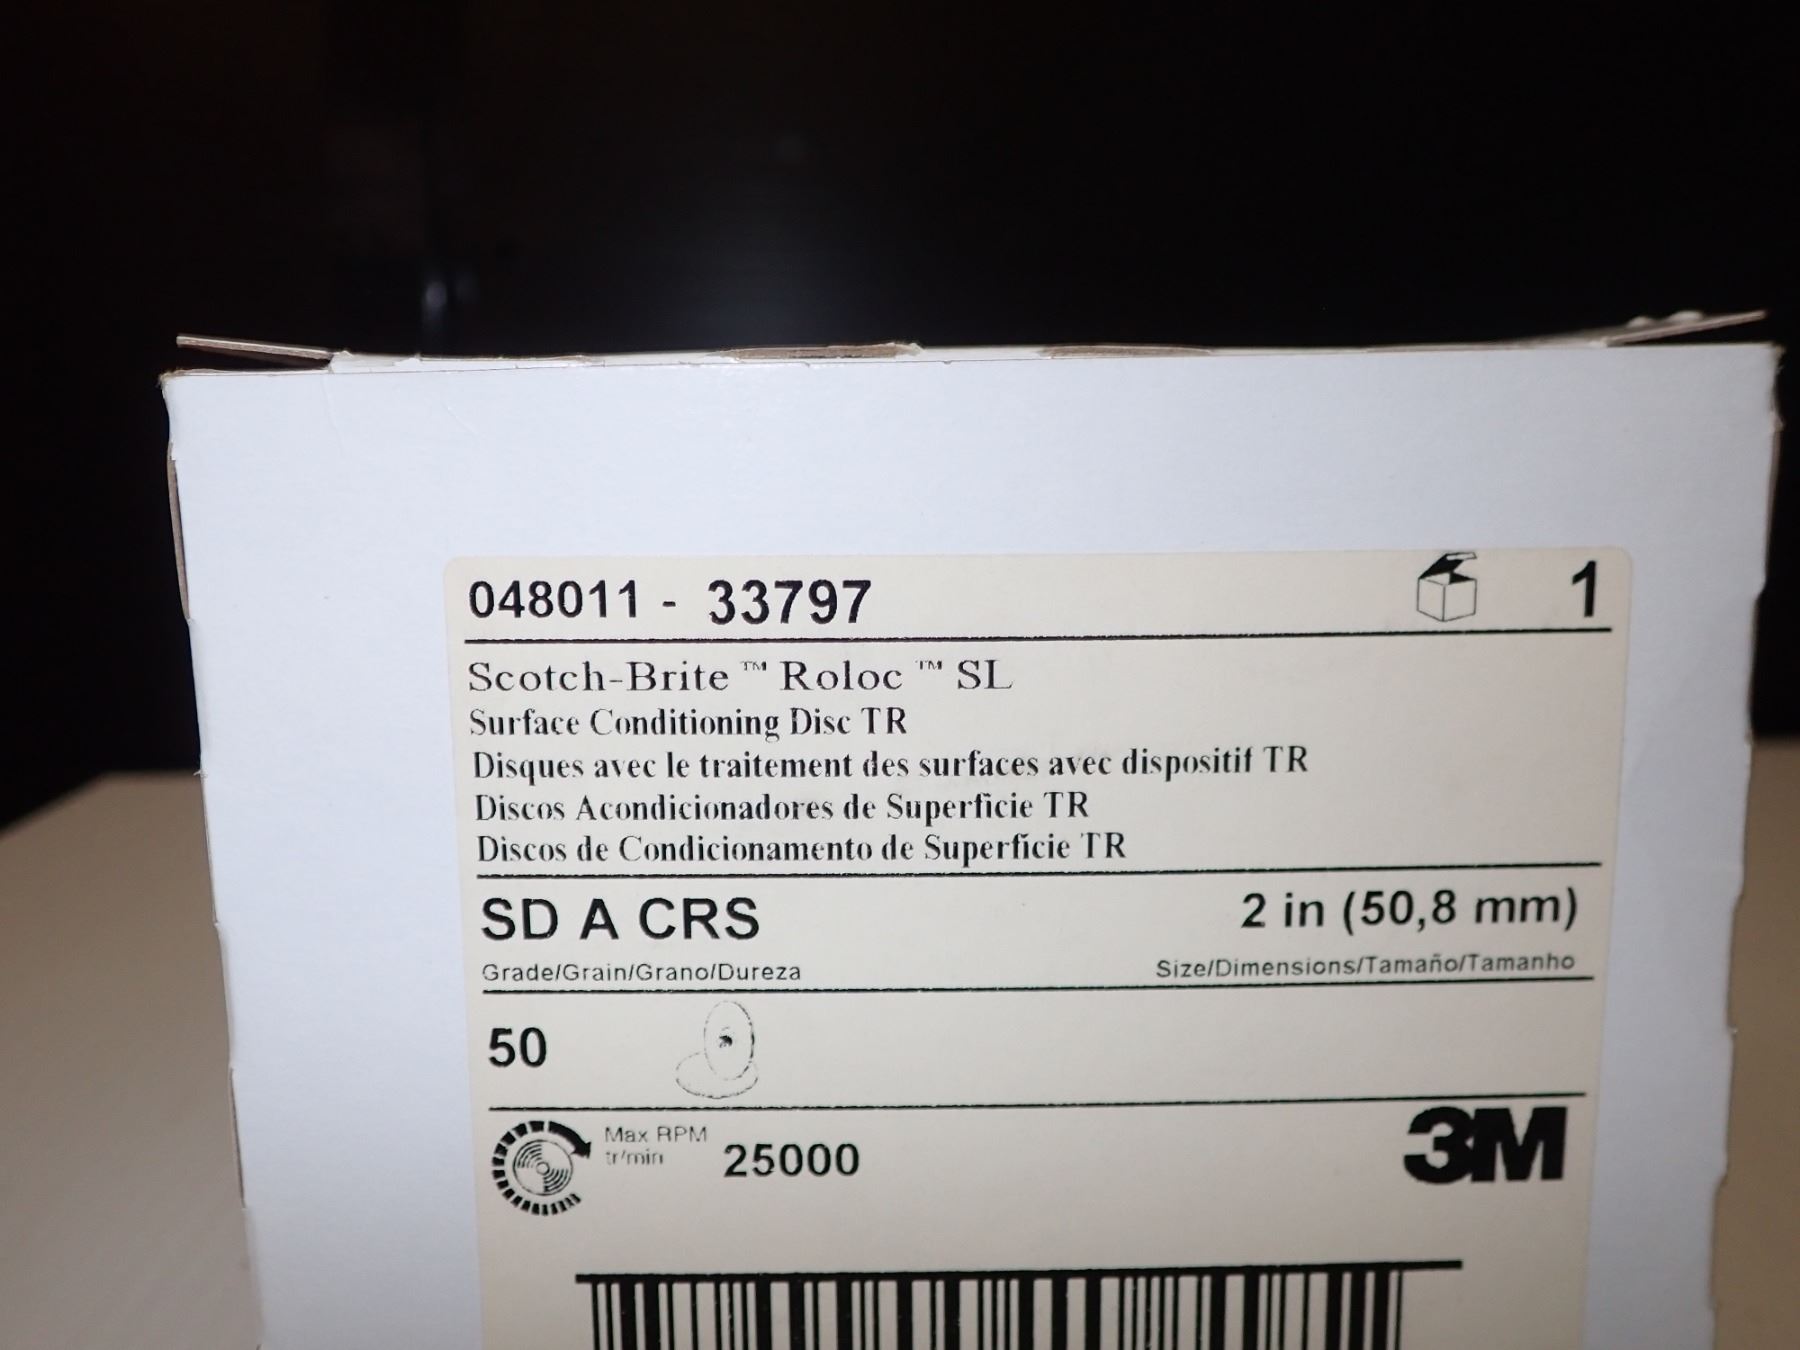 048011 - 33797 1
Scotch-Brite™ Roloc™ SL
Surface Conditioning Disc TR
Disques avec le traitement des surfaces avec dispositif TR
Discos Acondicionadores de Superficie TR
Discos de Condicionamento de Superfície TR
SD A CRS 2 in (50,8 mm)
Grade/Grain/Grano/Dureza Size/Dimensions/Tamaño/Tamanho
50
Max RPM
tr/min 25000
3M